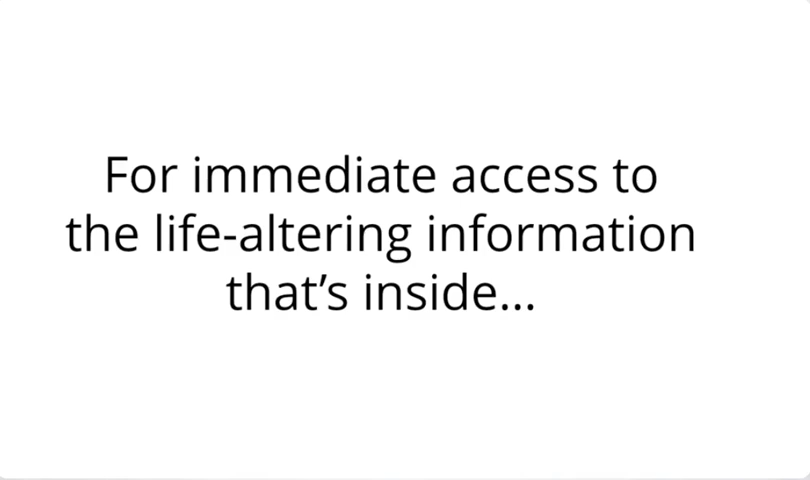 For immediate access to
the life-altering information
that’s inside...